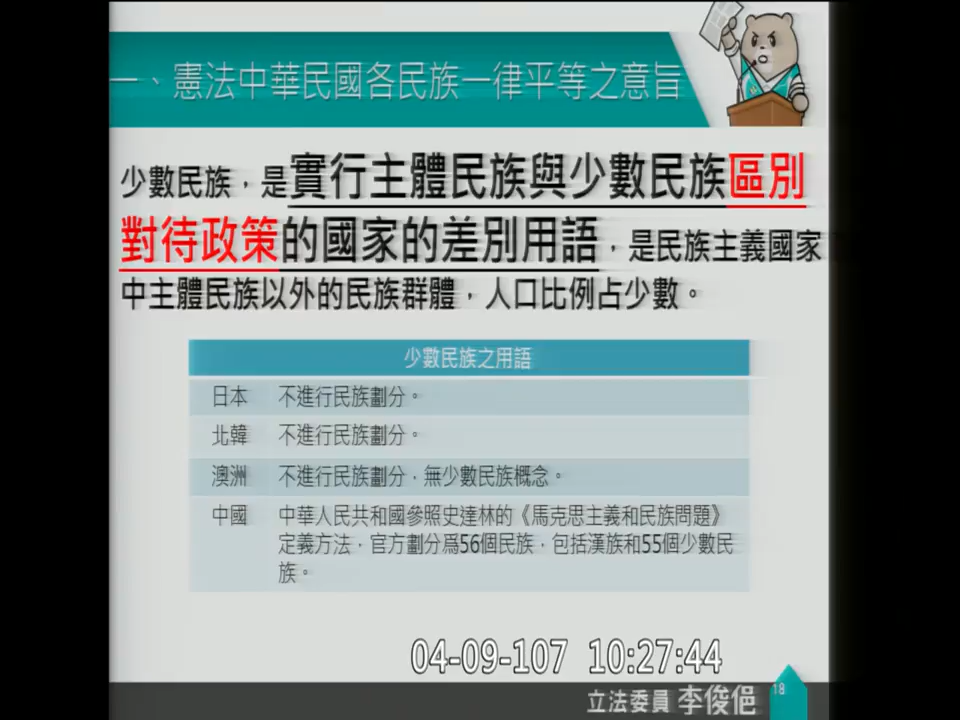 一、憲法中華民國各民族一律平等之意旨
少數民族，是實行主體民族與少數民族區別
對待政策的國家的差別用語，是民族主義國家
中主體民族以外的民族群體，人口比例占少數。
少數民族之用語
日本 不進行民族劃分。
北韓 不進行民族劃分。
澳洲 不進行民族劃分，無少數民族概念。
中國 中華人民共和國參照史達林的《馬克思主義和民族問題》
定義方法，官方劃分為56個民族，包括漢族和55個少數民
族。
04-09-107 10:27:44
立法委員 李俊俋
18